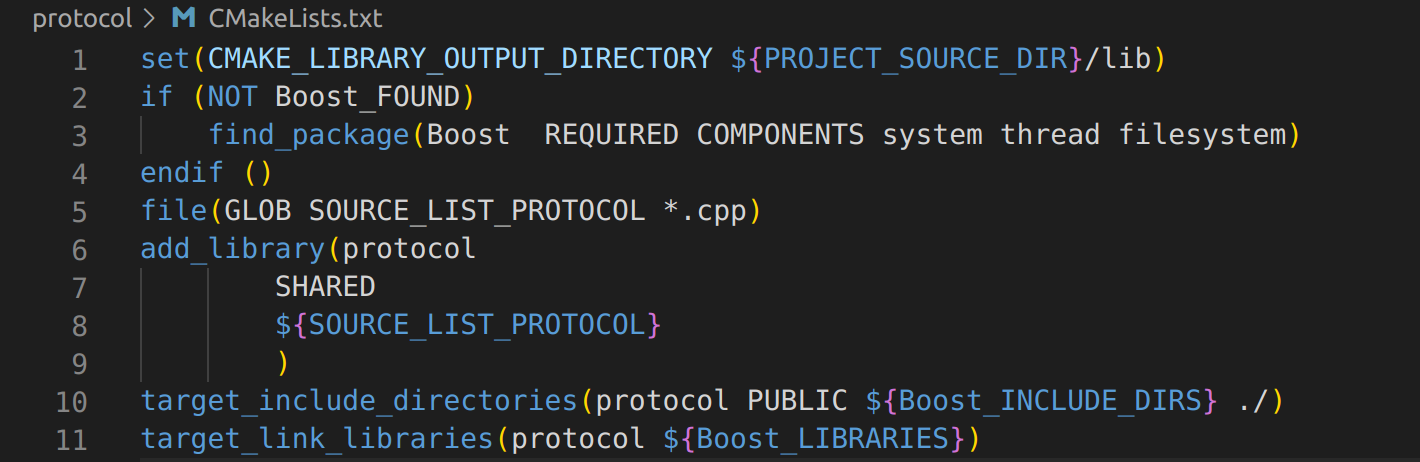 protocol > M CMakeLists.txt
1 set(CMAKE_LIBRARY_OUTPUT_DIRECTORY ${PROJECT_SOURCE_DIR}/lib)
2 if (NOT Boost_FOUND)
3     find_package(Boost  REQUIRED COMPONENTS system thread filesystem)
4 endif ()
5 file(GLOB SOURCE_LIST_PROTOCOL *.cpp)
6 add_library(protocol
7         SHARED
8         ${SOURCE_LIST_PROTOCOL}
9         )
10 target_include_directories(protocol PUBLIC ${Boost_INCLUDE_DIRS} ./)
11 target_link_libraries(protocol ${Boost_LIBRARIES})